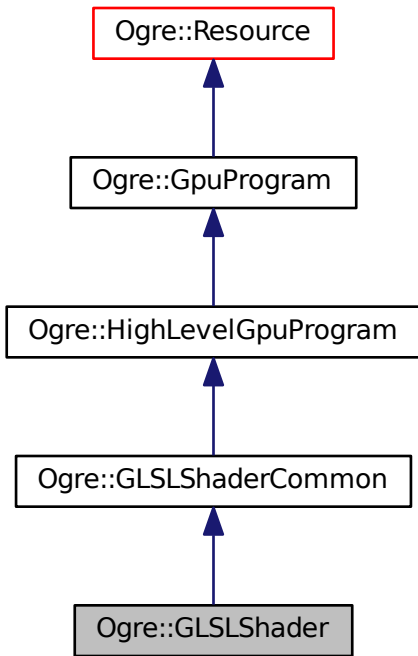 Ogre::Resource
Ogre::GpuProgram
Ogre::HighLevelGpuProgram
Ogre::GLSLShaderCommon
Ogre::GLSLShader